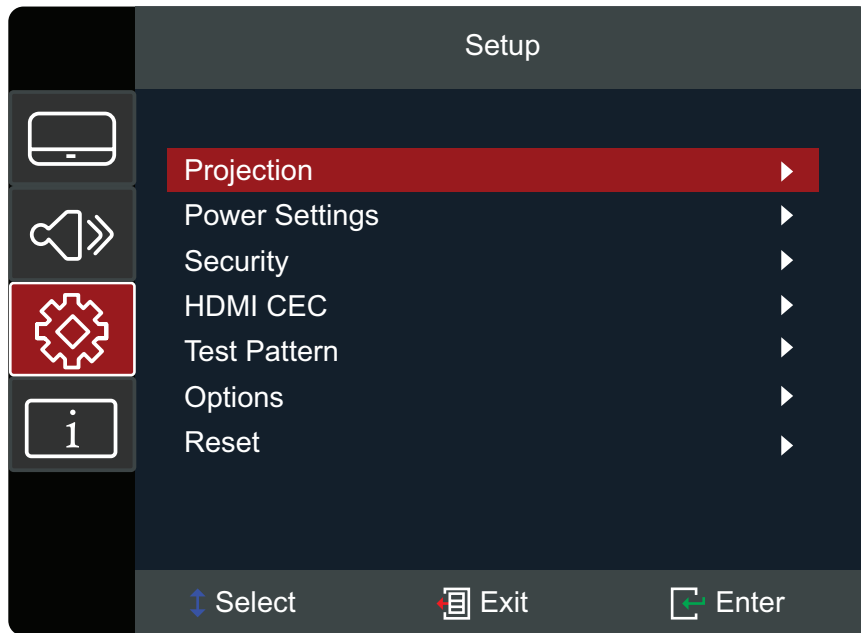 Setup
Projection
Power Settings
Security
HDMI CEC
Test Pattern
Options
Reset
i
Select Exit Enter